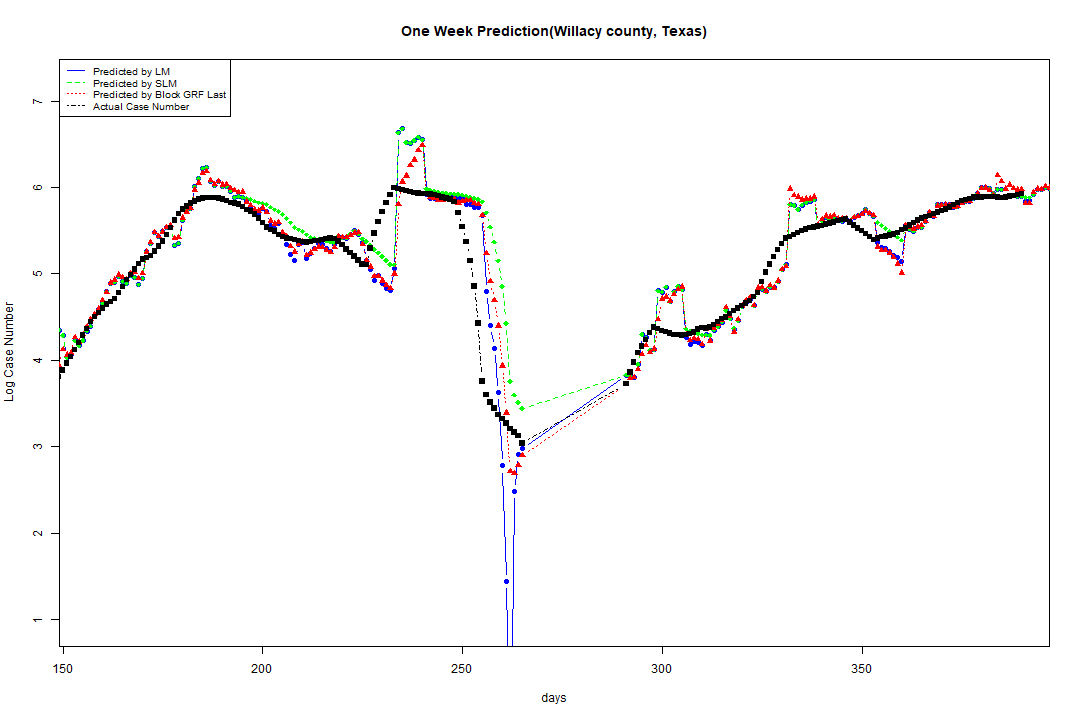 One Week Prediction(Willacy county, Texas)
Predicted by LM
Predicted by SLM
Predicted by Block GRF Last
Actual Case Number
Log Case Number
7
6
5
4
3
2
1
150 200 250 300 350
days